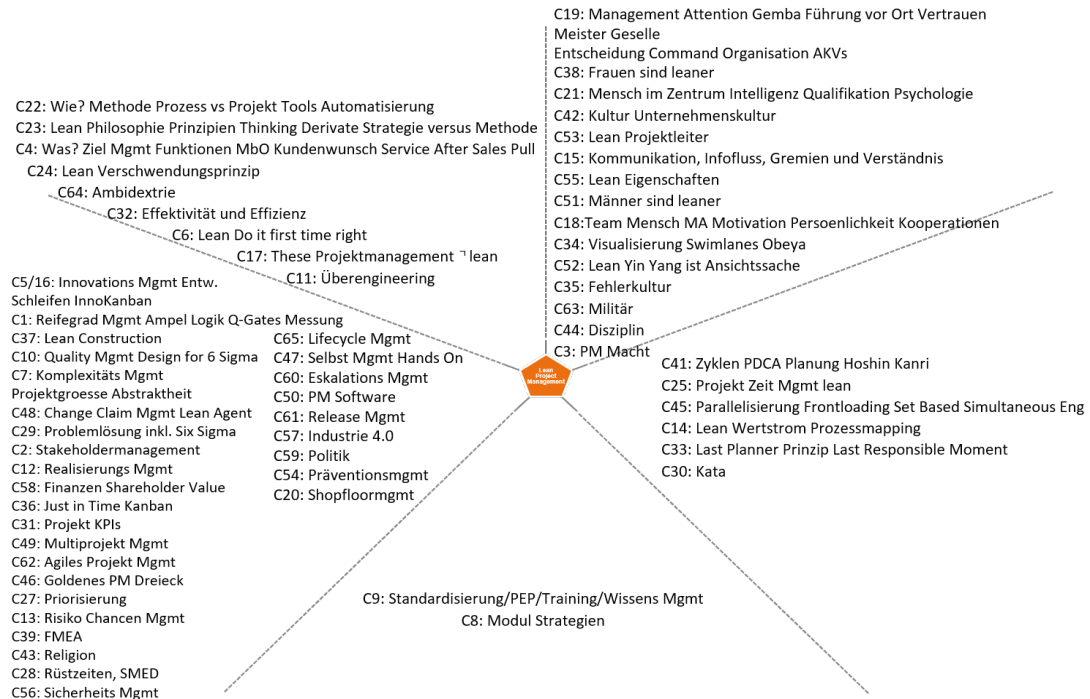 C19: Management Attention Gemba Führung vor Ort Vertrauen
Meister Geselle
Entscheidung Command Organisation AKVs
C38: Frauen sind leaner
C21: Mensch im Zentrum Intelligenz Qualifikation Psychologie
C42: Kultur Unternehmenskultur
C53: Lean Projektleiter
C15: Kommunikation, Infofluss, Gremien und Verständnis
C55: Lean Eigenschaften
C51: Männer sind leaner
C18:Team Mensch MA Motivation Persoenlichkeit Kooperationen
C34: Visualisierung Swimlanes Obeya
C52: Lean Yin Yang ist Ansichtssache
C35: Fehlerkultur
C63: Militär
C44: Disziplin
C3: PM Macht
C22: Wie? Methode Prozess vs Projekt Tools Automatisierung
C23: Lean Philosophie Prinzipien Thinking Derivate Strategie versus Methode
C4: Was? Ziel Mgmt Funktionen MbO Kundenwunsch Service After Sales Pull
C24: Lean Verschwendungsprinzip
C64: Ambidextrie
C32: Effektivität und Effizienz
C6: Lean Do it first time right
C17: These Projektmanagement ¬ lean
C11: Überengineering
C5/16: Innovations Mgmt Entw.
Schleifen InnoKanban
C1: Reifegrad Mgmt Ampel Logik Q-Gates Messung
C37: Lean Construction
C10: Quality Mgmt Design for 6 Sigma
C7: Komplexitäts Mgmt
Projektgroesse Abstraktheit
C48: Change Claim Mgmt Lean Agent
C29: Problemlösung inkl. Six Sigma
C2: Stakeholdermanagement
C12: Realisierungs Mgmt
C58: Finanzen Shareholder Value
C36: Just in Time Kanban
C31: Projekt KPIs
C49: Multiprojekt Mgmt
C62: Agiles Projekt Mgmt
C46: Goldenes PM Dreieck
C27: Priorisierung
C13: Risiko Chancen Mgmt
C39: FMEA
C43: Religion
C28: Rüstzeiten, SMED
C56: Sicherheits Mgmt
C65: Lifecycle Mgmt
C47: Selbst Mgmt Hands On
C60: Eskalations Mgmt
C50: PM Software
C61: Release Mgmt
C57: Industrie 4.0
C59: Politik
C54: Präventionsmgmt
C20: Shopfloormgmt
Lean
Project
Management
C41: Zyklen PDCA Planung Hoshin Kanri
C25: Projekt Zeit Mgmt lean
C45: Parallelisierung Frontloading Set Based Simultaneous Eng
C14: Lean Wertstrom Prozessmapping
C33: Last Planner Prinzip Last Responsible Moment
C30: Kata
C9: Standardisierung/PEP/Training/Wissens Mgmt
C8: Modul Strategien